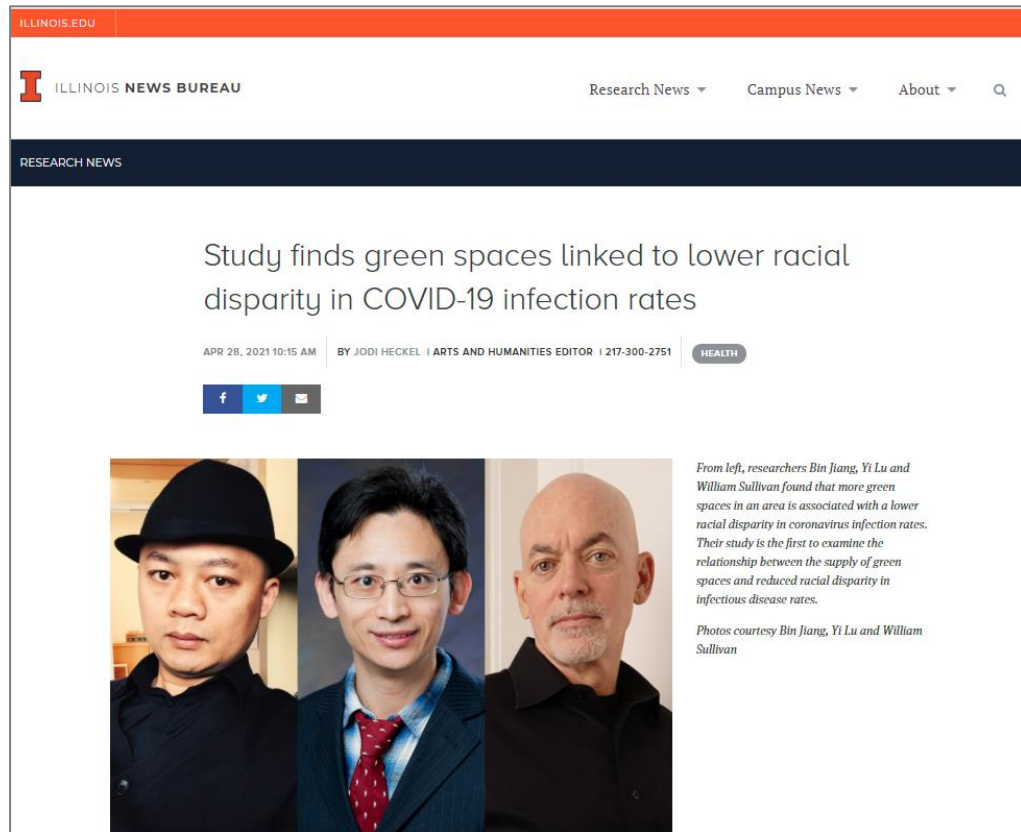 ILLINOIS.EDU
ILLINOIS NEWS BUREAU
Research News
Campus News
About
RESEARCH NEWS
Study finds green spaces linked to lower racial
disparity in COVID-19 infection rates
APR 28, 2021 10:15 AM
BY JODI HECKEL | ARTS AND HUMANITIES EDITOR | 217-300-2751
HEALTH
From left, researchers Bin Jiang, Yi Lu and
William Sullivan found that more green
spaces in an area is associated with a lower
racial disparity in coronavirus infection rates.
Their study is the first to examine the
relationship between the supply of green
spaces and reduced racial disparity in
infectious disease rates.
Photos courtesy Bin Jiang, Yi Lu and William
Sullivan